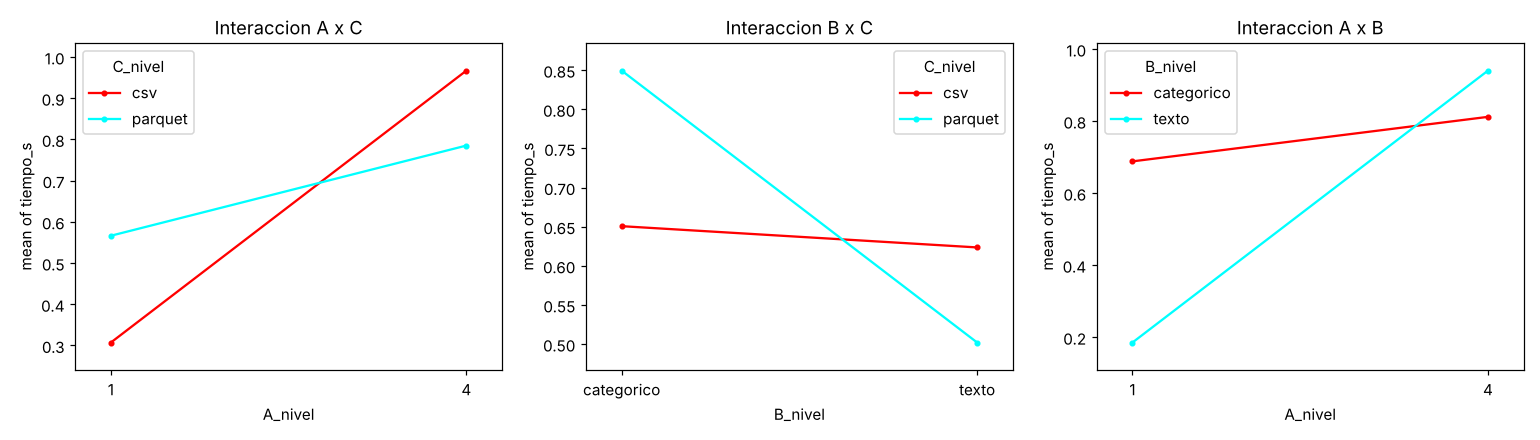 Interaccion A x C
C_nivel
csv
parquet
mean of tiempo_s
1.0
0.9
0.8
0.7
0.6
0.5
0.4
0.3
1
4
A_nivel
Interaccion B x C
C_nivel
csv
parquet
mean of tiempo_s
0.85
0.80
0.75
0.70
0.65
0.60
0.55
0.50
categorico
texto
B_nivel
Interaccion A x B
B_nivel
categorico
texto
mean of tiempo_s
1.0
0.8
0.6
0.4
0.2
1
4
A_nivel